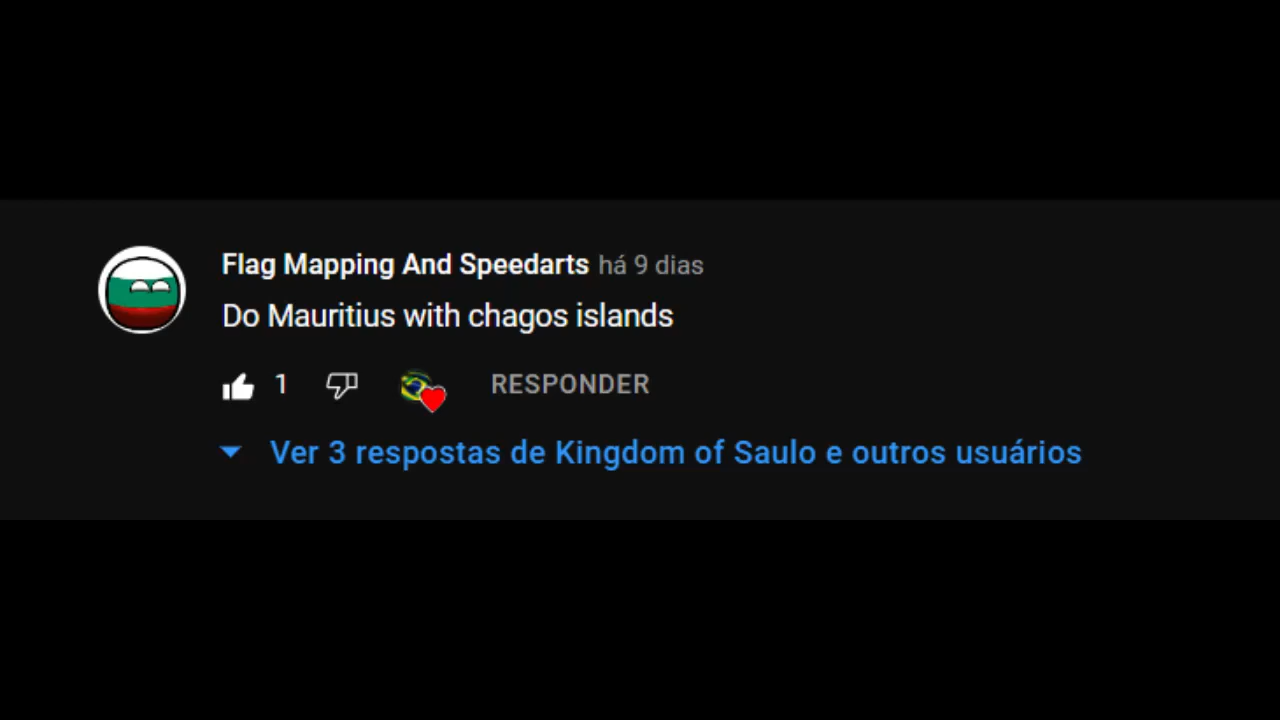 Flag Mapping And Speedarts há 9 dias
Do Mauritius with chagos islands
1 RESPONDER
Ver 3 respostas de Kingdom of Saulo e outros usuários